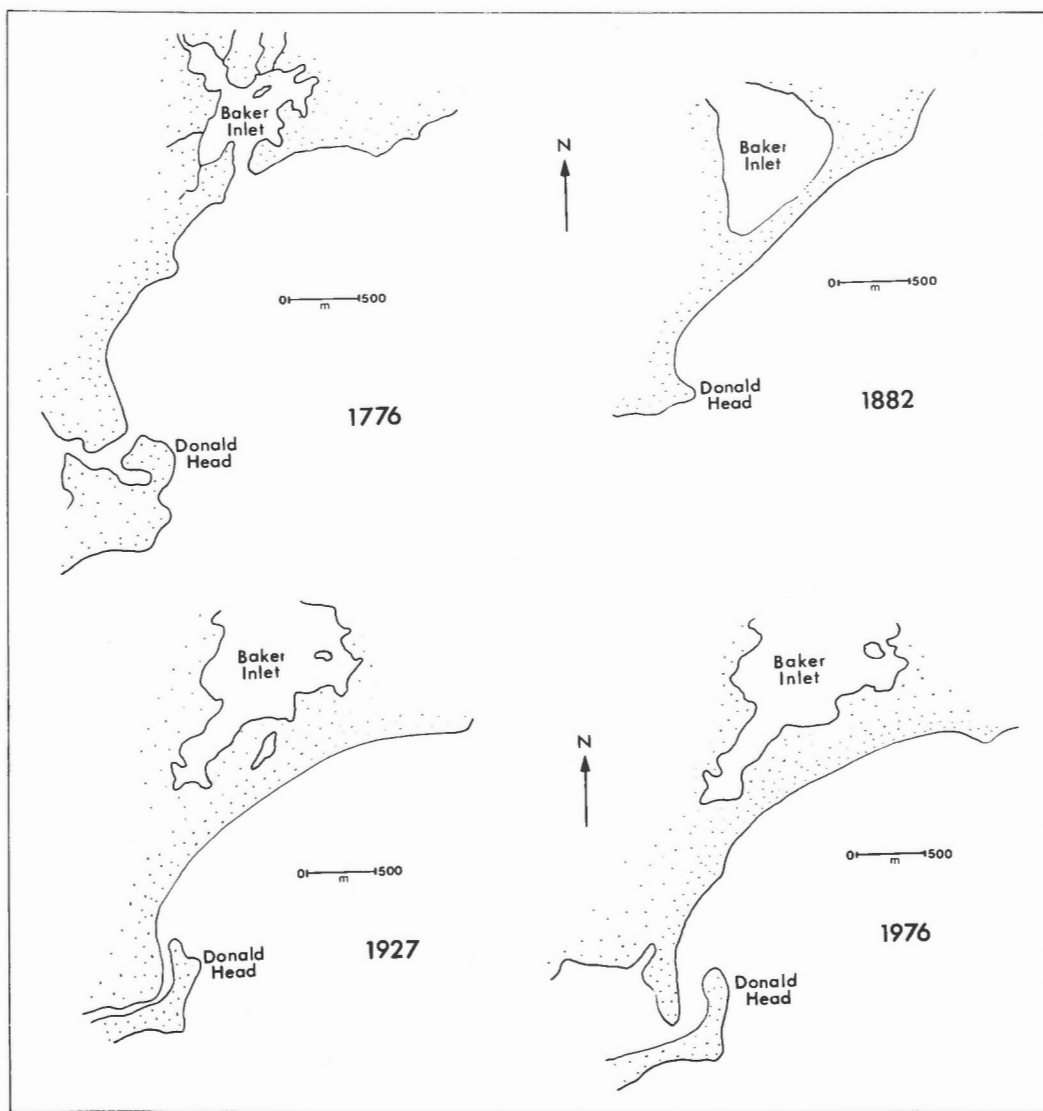 Baker
Inlet
N
0 500
m
1776
Donald
Head
Baker
Inlet
0 500
m
Donald
Head
1882
Baker
Inlet
N
0 500
m
1927
Donald
Head
Baker
Inlet
0 500
m
1976
Donald
Head